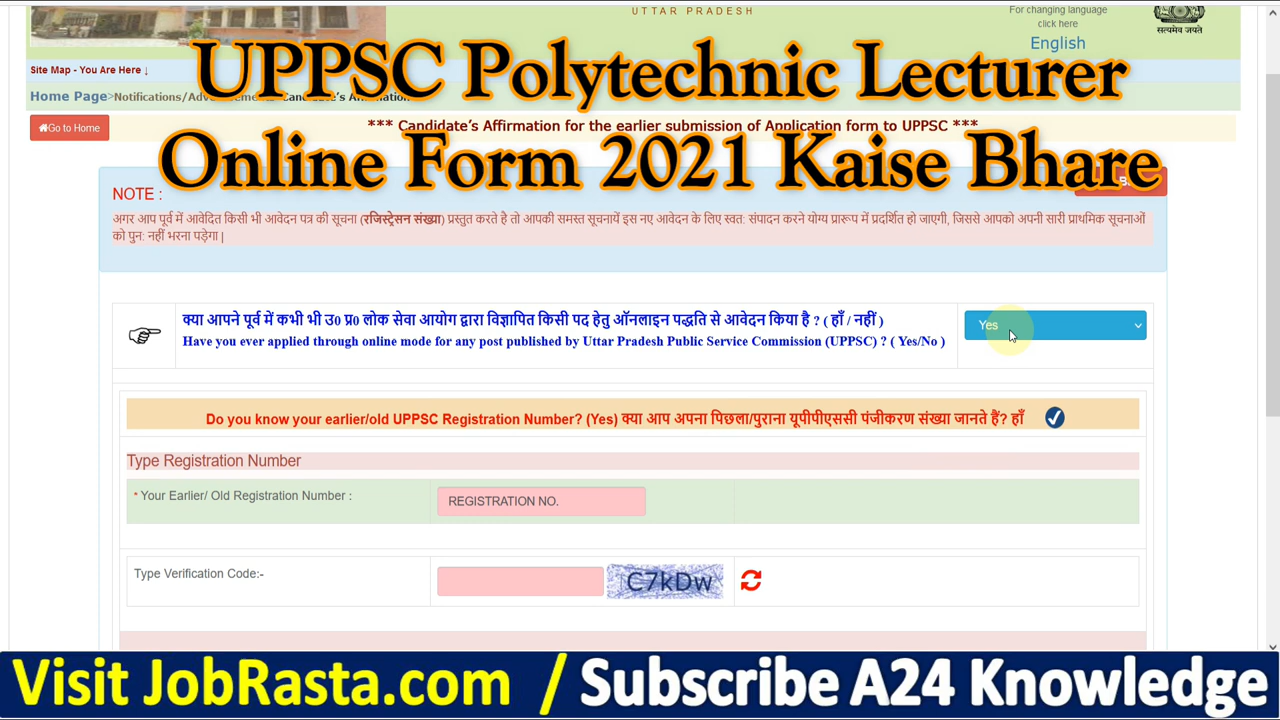 UTTAR PRADESH
For changing language
click here
English
सत्यमेव जयते
UPPSC Polytechnic Lecturer
Online Form 2021 Kaise Bhare
Site Map - You Are Here ↓
Home Page>Notifications/
Go to Home
*** Candidate's Affirmation for the earlier submission of Application form to UPPSC ***
NOTE :
अगर आप पूर्व में आवेदित किसी भी आवेदन पत्र की सूचना (रजिस्ट्रेसन संख्या) प्रस्तुत करते है तो आपकी समस्त सूचनायें इस नए आवेदन के लिए स्वत: संपादन करने योग्य प्रारूप में प्रदर्शित हो जाएगी, जिससे आपको अपनी सारी प्राथमिक सूचनाओं
को पुन: नहीं भरना पड़ेगा |
क्या आपने पूर्व में कभी भी उ0 प्र0 लोक सेवा आयोग द्वारा विज्ञापित किसी पद हेतु ऑनलाइन पद्धति से आवेदन किया है ? ( हाँ / नहीं )
Have you ever applied through online mode for any post published by Uttar Pradesh Public Service Commission (UPPSC) ? ( Yes/No )
Yes
Do you know your earlier/old UPPSC Registration Number? (Yes) क्या आप अपना पिछला/पुराना यूपीपीएससी पंजीकरण संख्या जानते हैं? हाँ
Type Registration Number
* Your Earlier/ Old Registration Number :
REGISTRATION NO.
Type Verification Code:-
C7kDw
Visit JobRasta.com / Subscribe A24 Knowledge